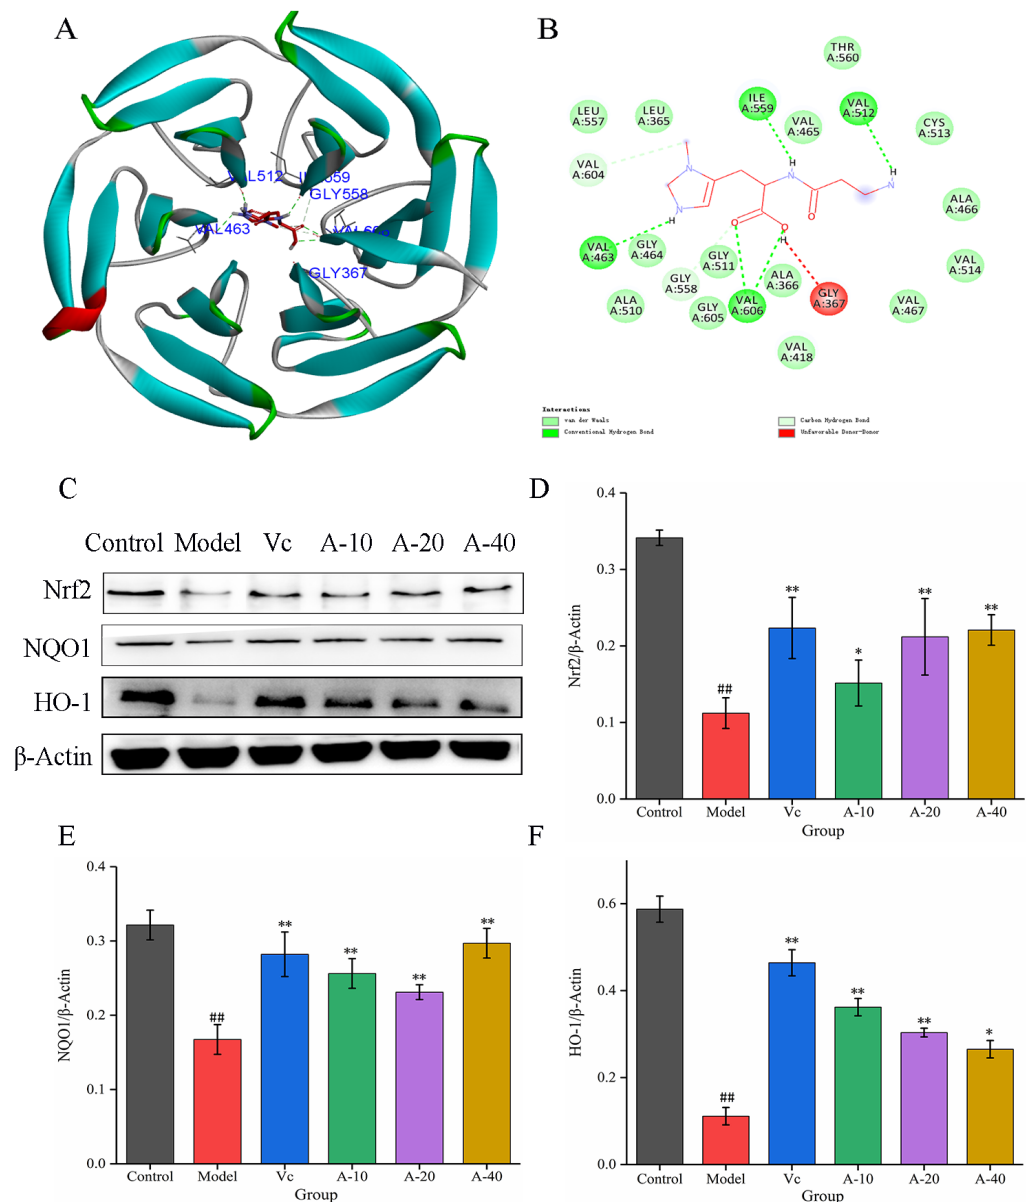 A
VAL512
GLY558
VAL463
GLY367
B
THR
A:560
ILE
A:559
VAL
A:512
LEU
A:557
LEU
A:365
VAL
A:465
CYS
A:513
VAL
A:604
ALA
A:466
VAL
A:463
GLY
A:464
GLY
A:511
VAL
A:514
GLY
A:558
ALA
A:366
GLY
A:367
ALA
A:510
GLY
A:605
VAL
A:606
VAL
A:467
VAL
A:418
N
H
N
H
N
H
N
O
O
O
H
Interactions
van der Waals
Conventional Hydrogen Bond
Carbon Hydrogen Bond
Unfavorable Donor-Donor
C
Control Model Vc A-10 A-20 A-40
Nrf2
NQO1
HO-1
β-Actin
D
Nrf2/β-Actin
0.4
0.3
0.2
0.1
0.0
##
**
*
**
**
Control Model Vc A-10 A-20 A-40
Group
E
NQO1/β-Actin
0.4
0.3
0.2
0.1
0.0
##
**
**
**
**
Control Model Vc A-10 A-20 A-40
Group
F
HO-1/β-Actin
0.6
0.4
0.2
0.0
##
**
**
**
*
Control Model Vc A-10 A-20 A-40
Group